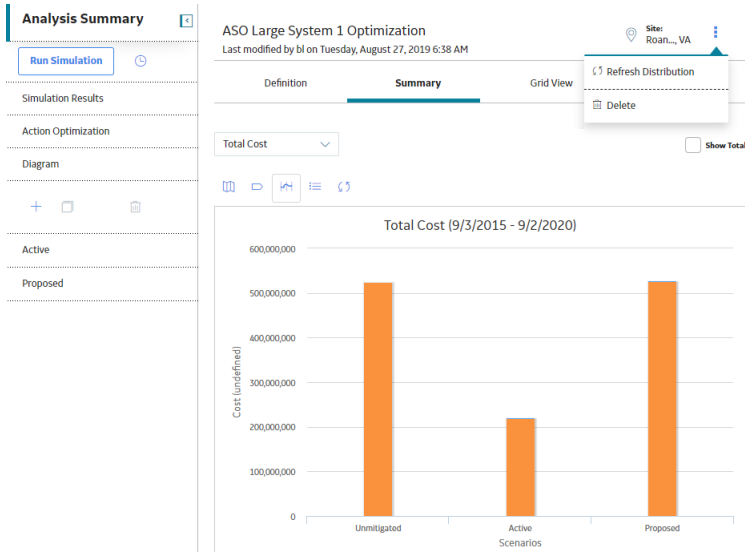 Analysis Summary
Run Simulation
Simulation Results
Action Optimization
Diagram
Active
Proposed
ASO Large System 1 Optimization
Last modified by bl on Tuesday, August 27, 2019 6:38 AM
Site:
Roan..., VA
Refresh Distribution
Delete
Definition
Summary
Grid View
Total Cost
Show Total
Total Cost (9/3/2015 - 9/2/2020)
Cost (undefined)
600,000,000
500,000,000
400,000,000
300,000,000
200,000,000
100,000,000
0
Unmitigated
Active
Proposed
Scenarios